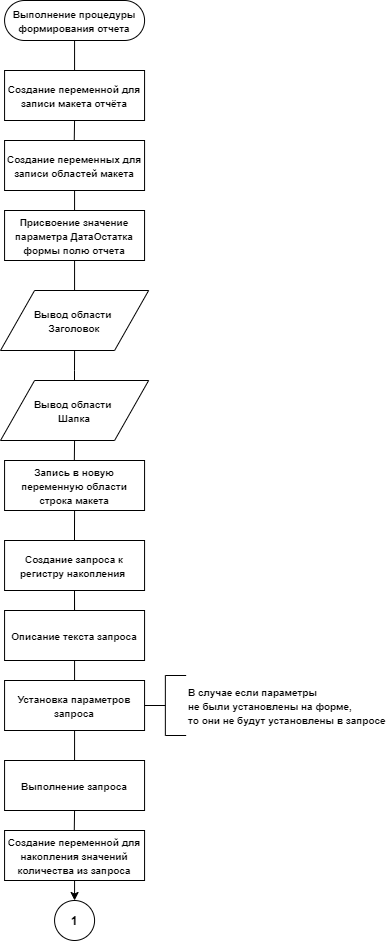 Выполнение процедуры
формирования отчета
Создание переменной для
записи макета отчёта
Создание переменных для
записи областей макета
Присвоение значение
параметра ДатаОстатка
формы полю отчета
Вывод области
Заголовок
Вывод области
Шапка
Запись в новую
переменную области
строка макета
Создание запроса к
регистру накопления
Описание текста запроса
Установка параметров
запроса
В случае если параметры
не были установлены на форме,
то они не будут установлены в запросе
Выполнение запроса
Создание переменной для
накопления значений
количества из запроса
1